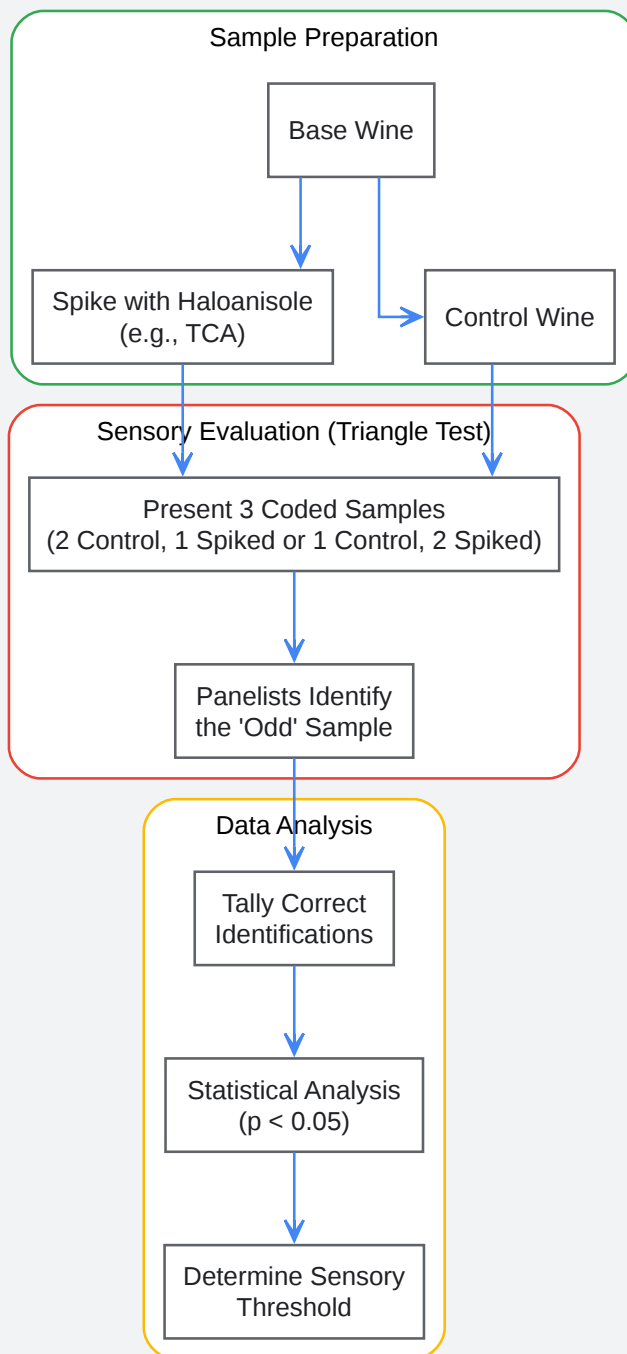 Sample Preparation
Base Wine
Spike with Haloanisole
(e.g., TCA)
Control Wine
Sensory Evaluation (Triangle Test)
Present 3 Coded Samples
(2 Control, 1 Spiked or 1 Control, 2 Spiked)
Panelists Identify
the 'Odd' Sample
Data Analysis
Tally Correct
Identifications
Statistical Analysis
(p < 0.05)
Determine Sensory
Threshold